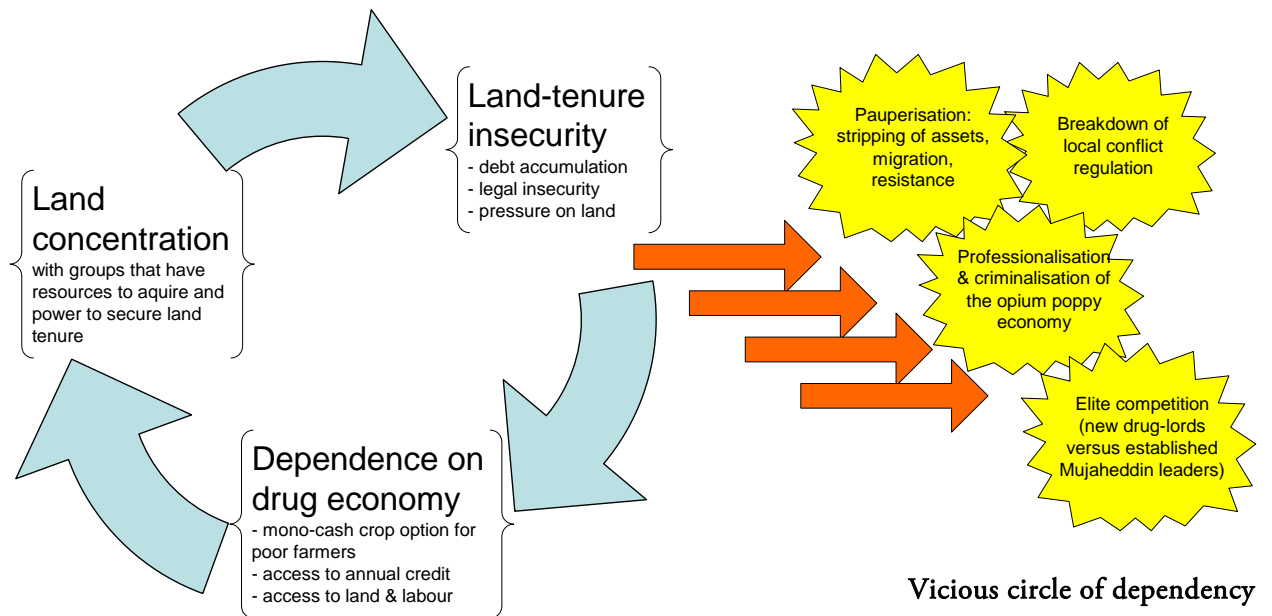 Land-tenure
insecurity
- debt accumulation
- legal insecurity
- pressure on land
Land
concentration
with groups that have
resources to aquire and
power to secure land
tenure
Dependence on
drug economy
- mono-cash crop option for
poor farmers
- access to annual credit
- access to land & labour
Pauperisation:
stripping of assets,
migration,
resistance
Breakdown of
local conflict
regulation
Professionalisation
& criminalisation of
the opium poppy
economy
Elite competition
(new drug-lords
versus established
Mujaheddin leaders)
Vicious circle of dependency